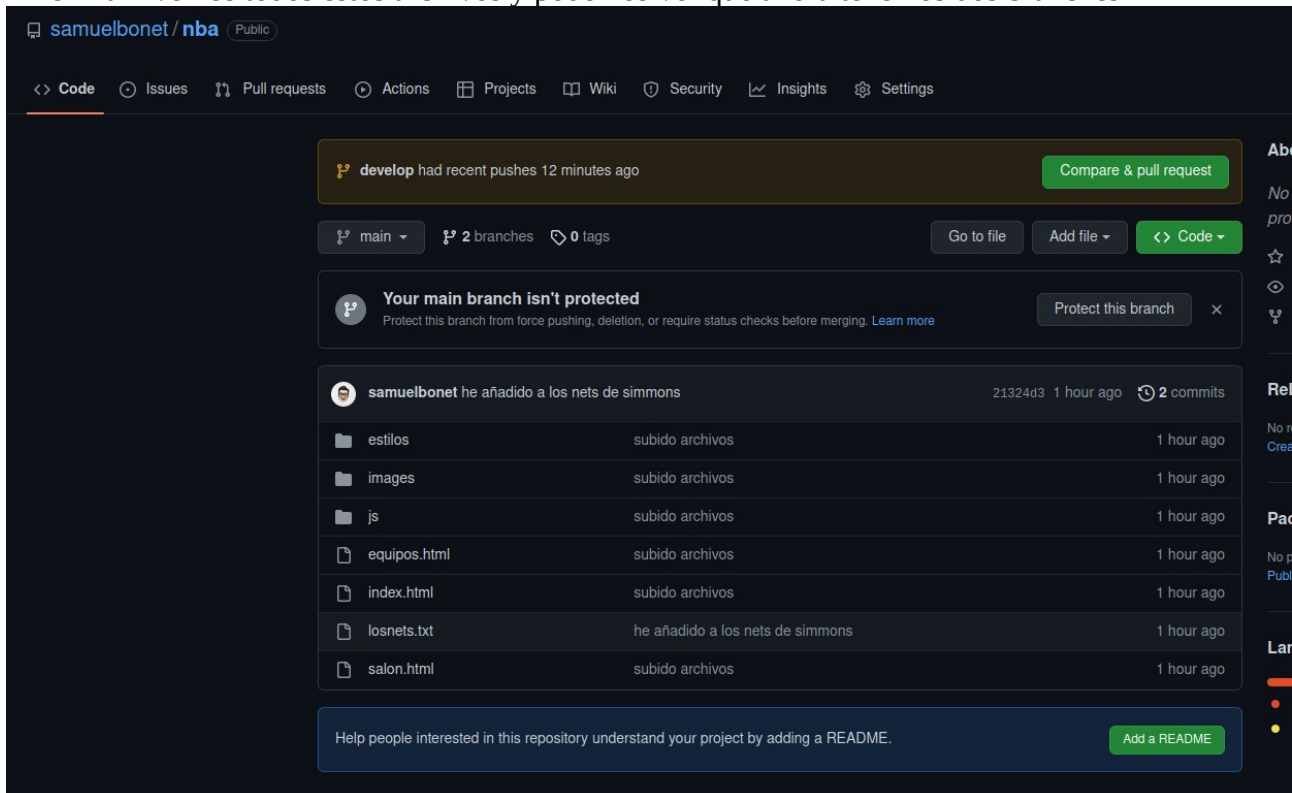 samuelbonet / nba Public
Code Issues Pull requests Actions Projects Wiki Security Insights Settings
develop had recent pushes 12 minutes ago Compare & pull request
main 2 branches 0 tags Go to file Add file Code
Your main branch isn't protected
Protect this branch from force pushing, deletion, or require status checks before merging. Learn more
Protect this branch
samuelbonet he añadido a los nets de simmons 21324d3 1 hour ago 2 commits
estilos subido archivos 1 hour ago
images subido archivos 1 hour ago
js subido archivos 1 hour ago
equipos.html subido archivos 1 hour ago
index.html subido archivos 1 hour ago
losnets.txt he añadido a los nets de simmons 1 hour ago
salon.html subido archivos 1 hour ago
Help people interested in this repository understand your project by adding a README. Add a README
No